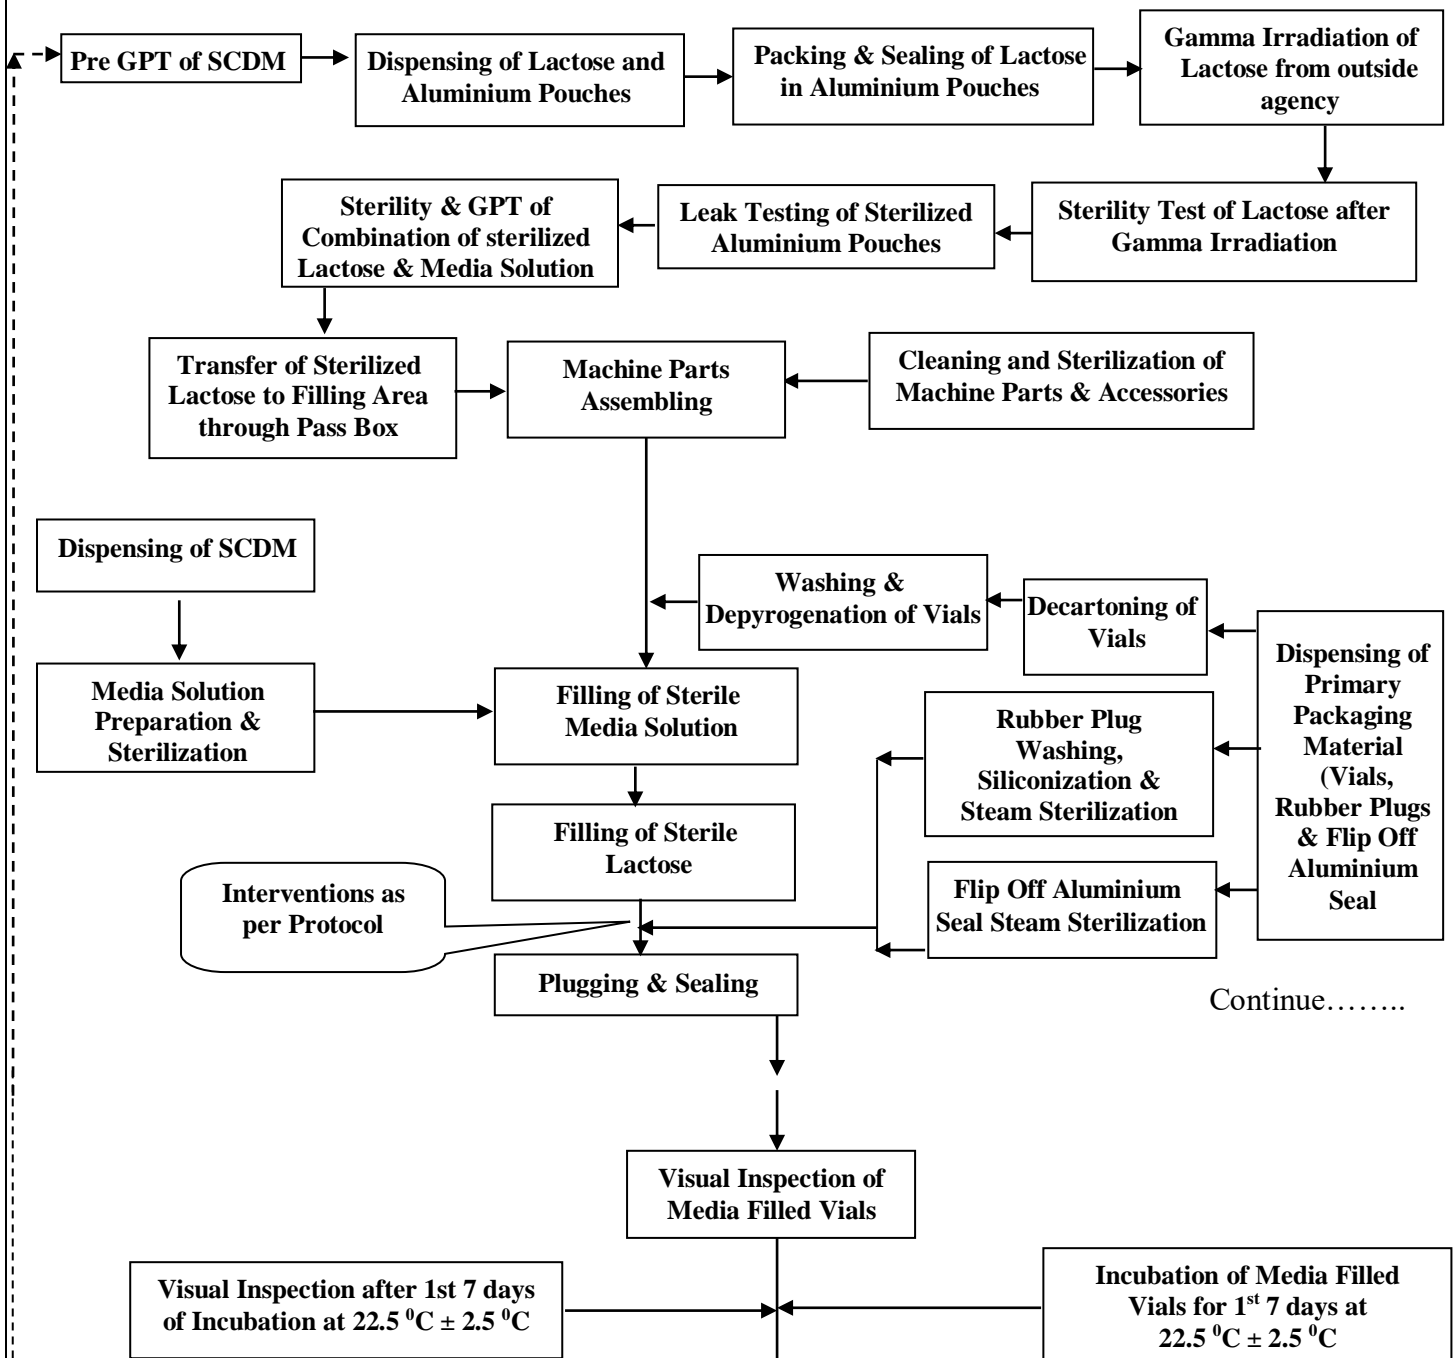 Pre GPT of SCDM
Dispensing of Lactose and
Aluminium Pouches
Packing & Sealing of Lactose
in Aluminium Pouches
Gamma Irradiation of
Lactose from outside
agency
Sterility & GPT of
Combination of sterilized
Lactose & Media Solution
Leak Testing of Sterilized
Aluminium Pouches
Sterility Test of Lactose after
Gamma Irradiation
Transfer of Sterilized
Lactose to Filling Area
through Pass Box
Machine Parts
Assembling
Cleaning and Sterilization of
Machine Parts & Accessories
Dispensing of SCDM
Washing &
Depyrogenation of Vials
Decartoning of
Vials
Dispensing of
Primary
Packaging
Material
(Vials,
Rubber Plugs
& Flip Off
Aluminium
Seal
Media Solution
Preparation &
Sterilization
Filling of Sterile
Media Solution
Rubber Plug
Washing,
Siliconization &
Steam Sterilization
Filling of Sterile
Lactose
Interventions as
per Protocol
Flip Off Aluminium
Seal Steam Sterilization
Plugging & Sealing
Continue……..
Visual Inspection of
Media Filled Vials
Visual Inspection after 1st 7 days
of Incubation at 22.5 ⁰C ± 2.5 ⁰C
Incubation of Media Filled
Vials for 1ˢᵗ 7 days at
22.5 ⁰C ± 2.5 ⁰C